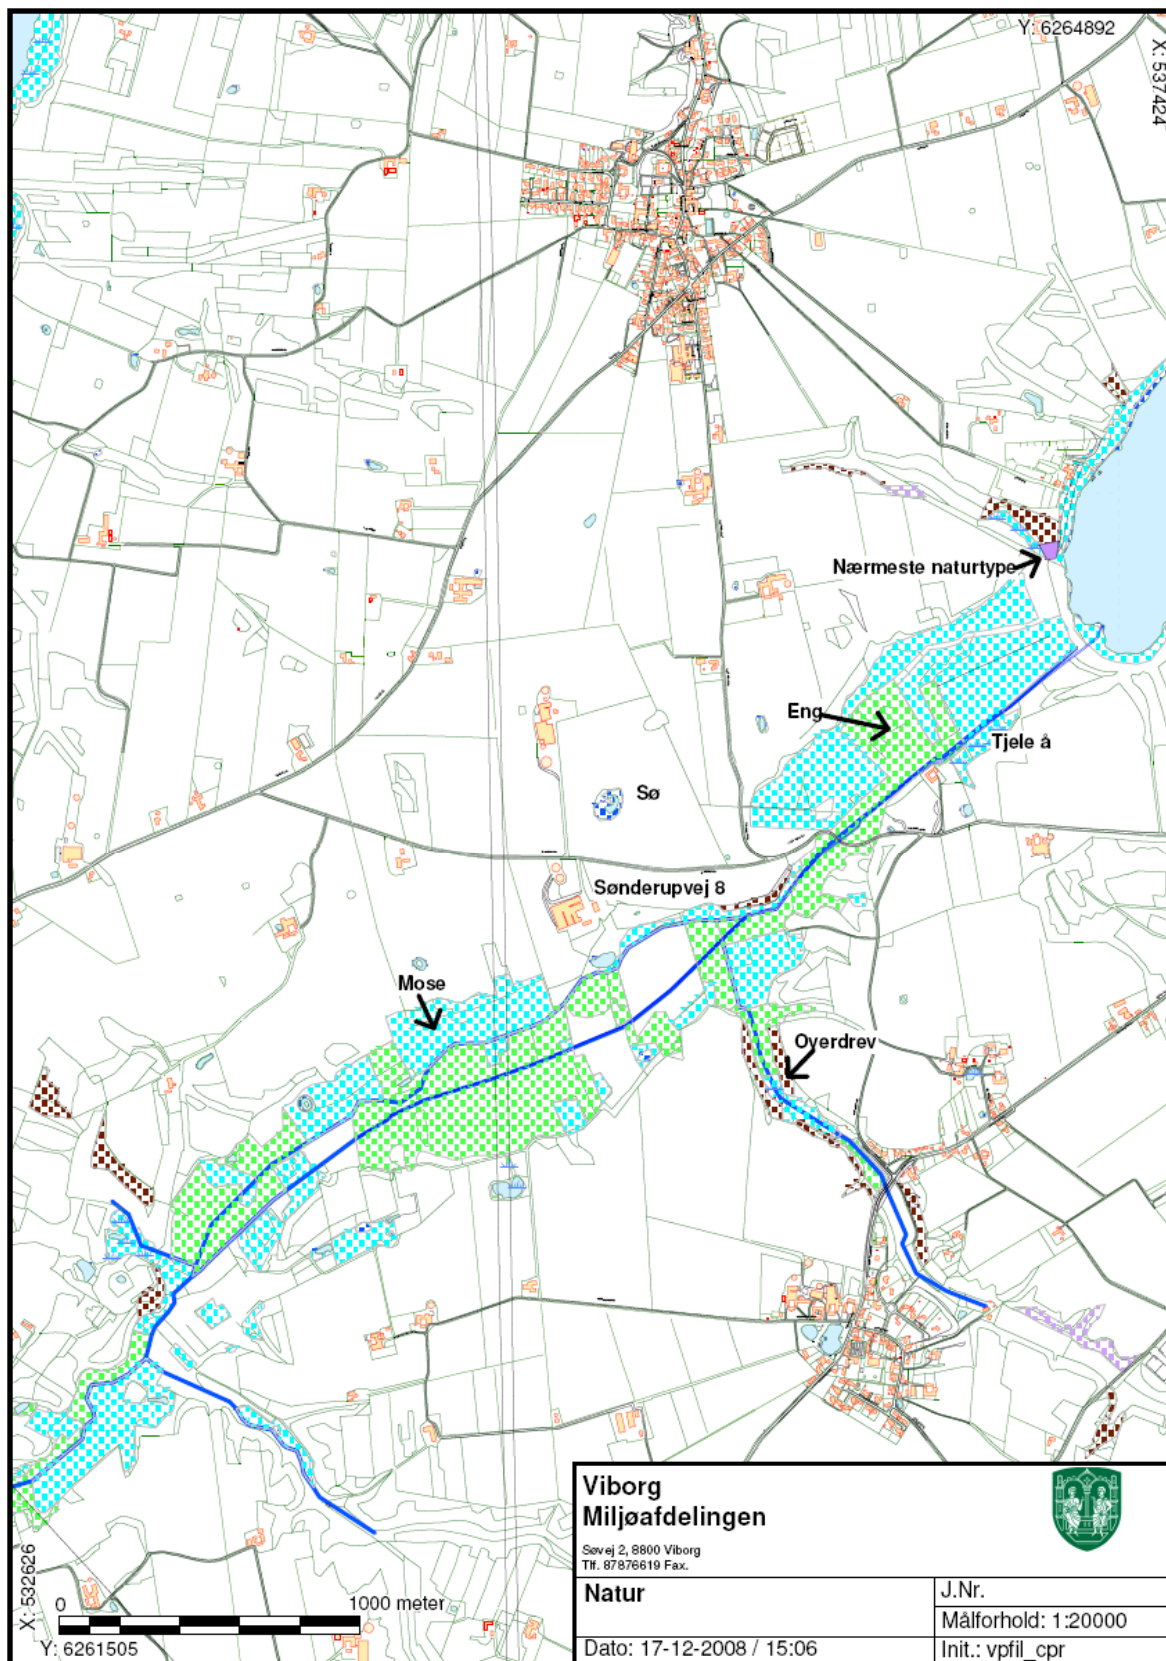 Y: 6264892
X: 537424
Nærmeste naturtype
Eng
Tjele å
Sø
Sønderupvej 8
Mose
Overdrev
X: 532626
0 1000 meter
Y: 6261505
Viborg
Miljøafdelingen
Søvej 2, 8800 Viborg
Tlf. 87876619 Fax.
Natur
J.Nr.
Målforhold: 1:20000
Dato: 17-12-2008 / 15:06
Init.: vpfil_cpr